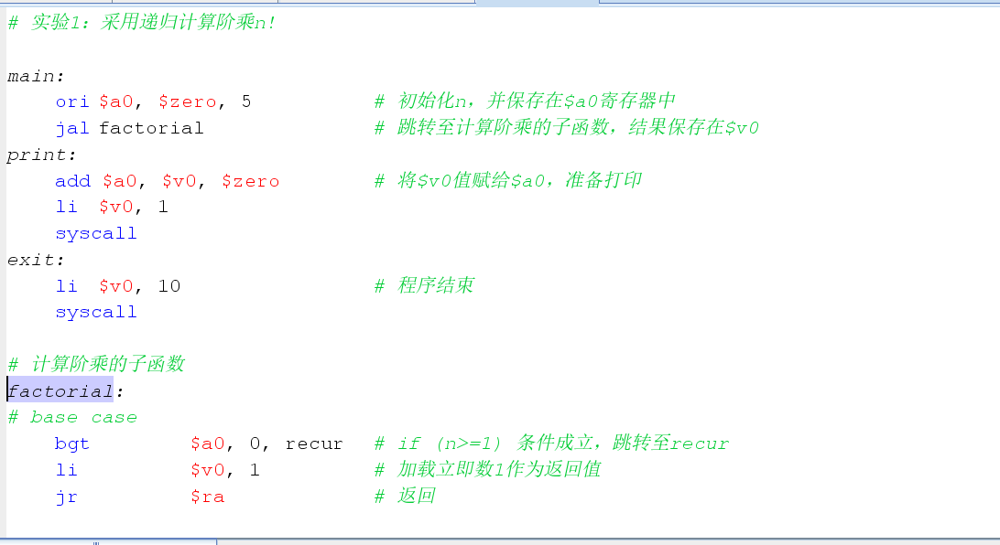 # 实验1: 采用递归计算阶乘n!
main:
ori $a0, $zero, 5 # 初始化n, 并保存在$a0寄存器中
jal factorial # 跳转至计算阶乘的子函数, 结果保存在$v0
print:
add $a0, $v0, $zero # 将$v0值赋给$a0, 准备打印
li $v0, 1
syscall
exit:
li $v0, 10 # 程序结束
syscall
# 计算阶乘的子函数
factorial:
# base case
bgt $a0, 0, recur # if (n>=1) 条件成立, 跳转至recur
li $v0, 1 # 加载立即数1作为返回值
jr $ra # 返回